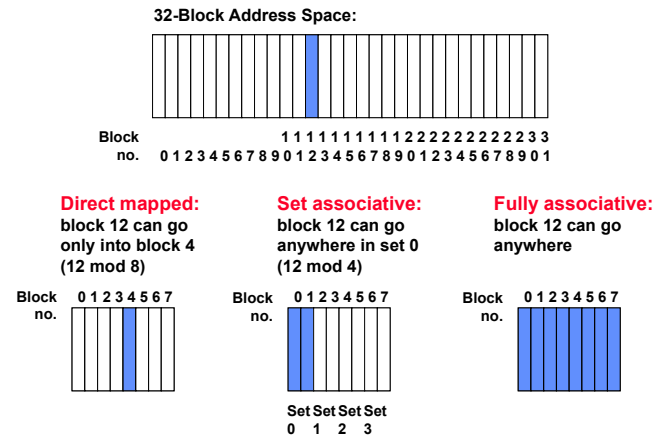 32-Block Address Space:
Block 1 1 1 1 1 1 1 1 1 1 2 2 2 2 2 2 2 2 2 2 3 3
no. 0 1 2 3 4 5 6 7 8 9 0 1 2 3 4 5 6 7 8 9 0 1 2 3 4 5 6 7 8 9 0 1
Direct mapped:
block 12 can go
only into block 4
(12 mod 8)
Block 0 1 2 3 4 5 6 7
no.
Set associative:
block 12 can go
anywhere in set 0
(12 mod 4)
Block 0 1 2 3 4 5 6 7
no.
Set Set Set Set
0 1 2 3
Fully associative:
block 12 can go
anywhere
Block 0 1 2 3 4 5 6 7
no.